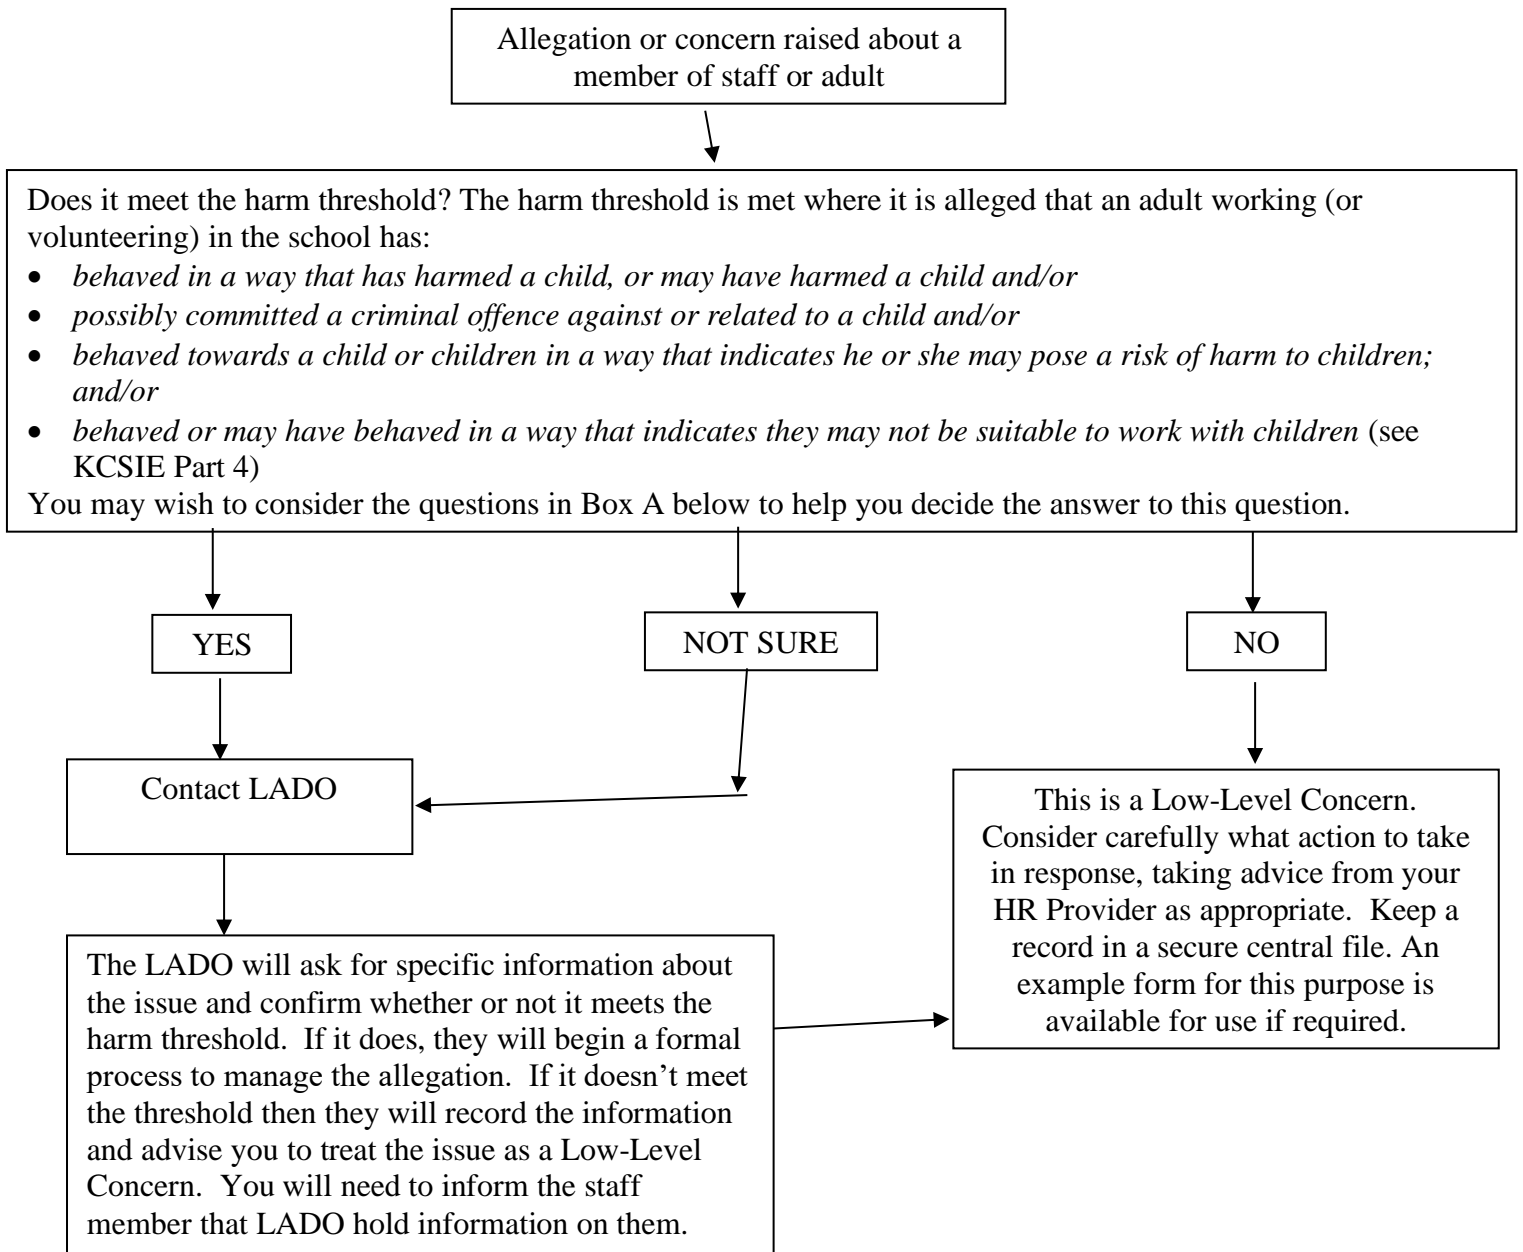 Allegation or concern raised about a
member of staff or adult
Does it meet the harm threshold? The harm threshold is met where it is alleged that an adult working (or
volunteering) in the school has:
• behaved in a way that has harmed a child, or may have harmed a child and/or
• possibly committed a criminal offence against or related to a child and/or
• behaved towards a child or children in a way that indicates he or she may pose a risk of harm to children;
and/or
• behaved or may have behaved in a way that indicates they may not be suitable to work with children (see
KCSIE Part 4)
You may wish to consider the questions in Box A below to help you decide the answer to this question.
YES
NOT SURE
NO
Contact LADO
This is a Low-Level Concern.
Consider carefully what action to take
in response, taking advice from your
HR Provider as appropriate.  Keep a
record in a secure central file. An
example form for this purpose is
available for use if required.
The LADO will ask for specific information about
the issue and confirm whether or not it meets the
harm threshold.  If it does, they will begin a formal
process to manage the allegation.  If it doesn’t meet
the threshold then they will record the information
and advise you to treat the issue as a Low-Level
Concern.  You will need to inform the staff
member that LADO hold information on them.